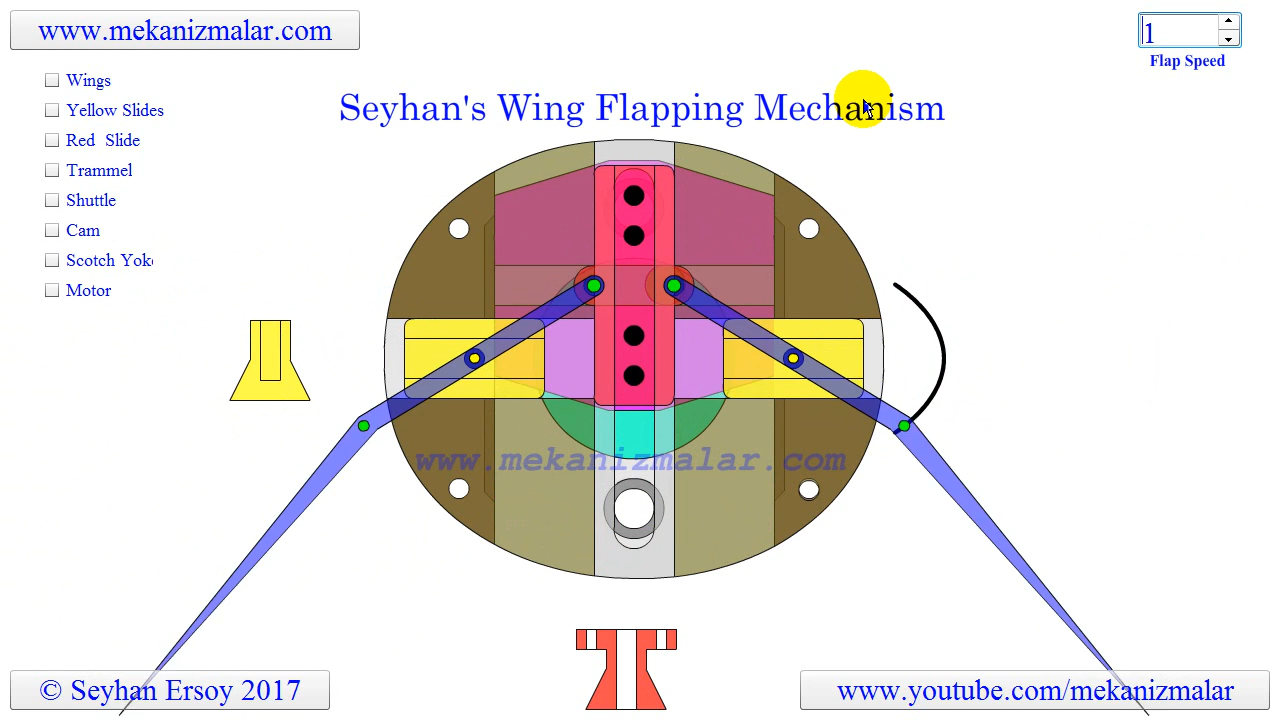 www.mekanizmalar.com
1
Flap Speed
Wings
Yellow Slides
Red Slide
Trammel
Shuttle
Cam
Scotch Yok
Motor
Seyhan's Wing Flapping Mechanism
www.mekanizmalar.com
© Seyhan Ersoy 2017
www.youtube.com/mekanizmalar